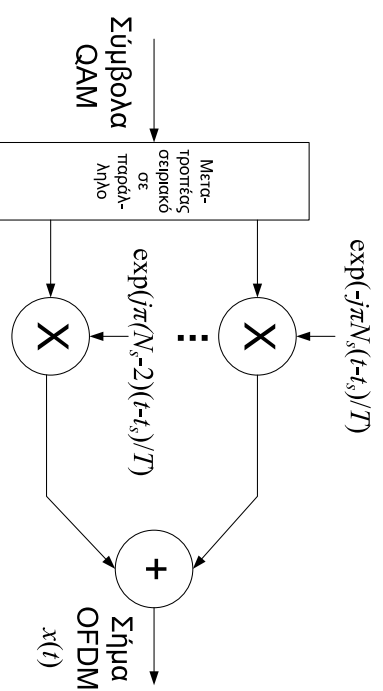 Σύμβολα
QAM
Μετα-
τροπέας
σειριακό
σε
παράλ-
ληλο
exp(-jπN_s(t-t_s)/T)
X
...
exp(jπ(N_s-2)(t-t_s)/T)
X
+
Σήμα
OFDM
x(t)